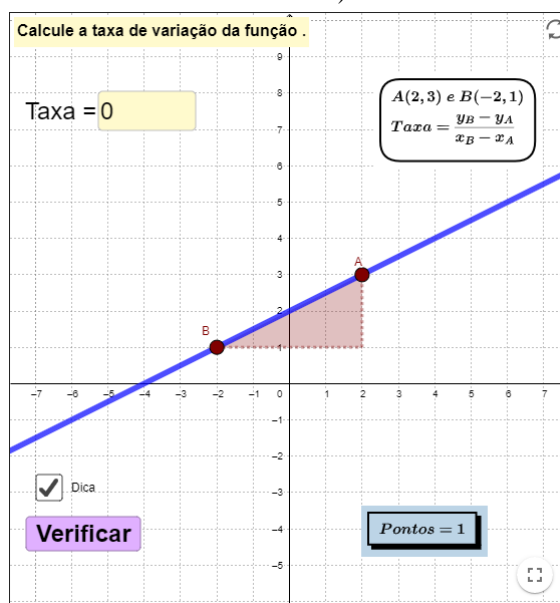 Calcule a taxa de variação da função .
Taxa = 0
A(2,3) e B(−2,1)
Taxa = \frac{y_B − y_A}{x_B − x_A}
9
8
7
6
5
4
3
2
1
A
B
−7 −6 −5 −4 −3 −2 −1 0 1 2 3 4 5 6 7
−1
−2
−3
−4
−5
Dica
Verificar
Pontos = 1